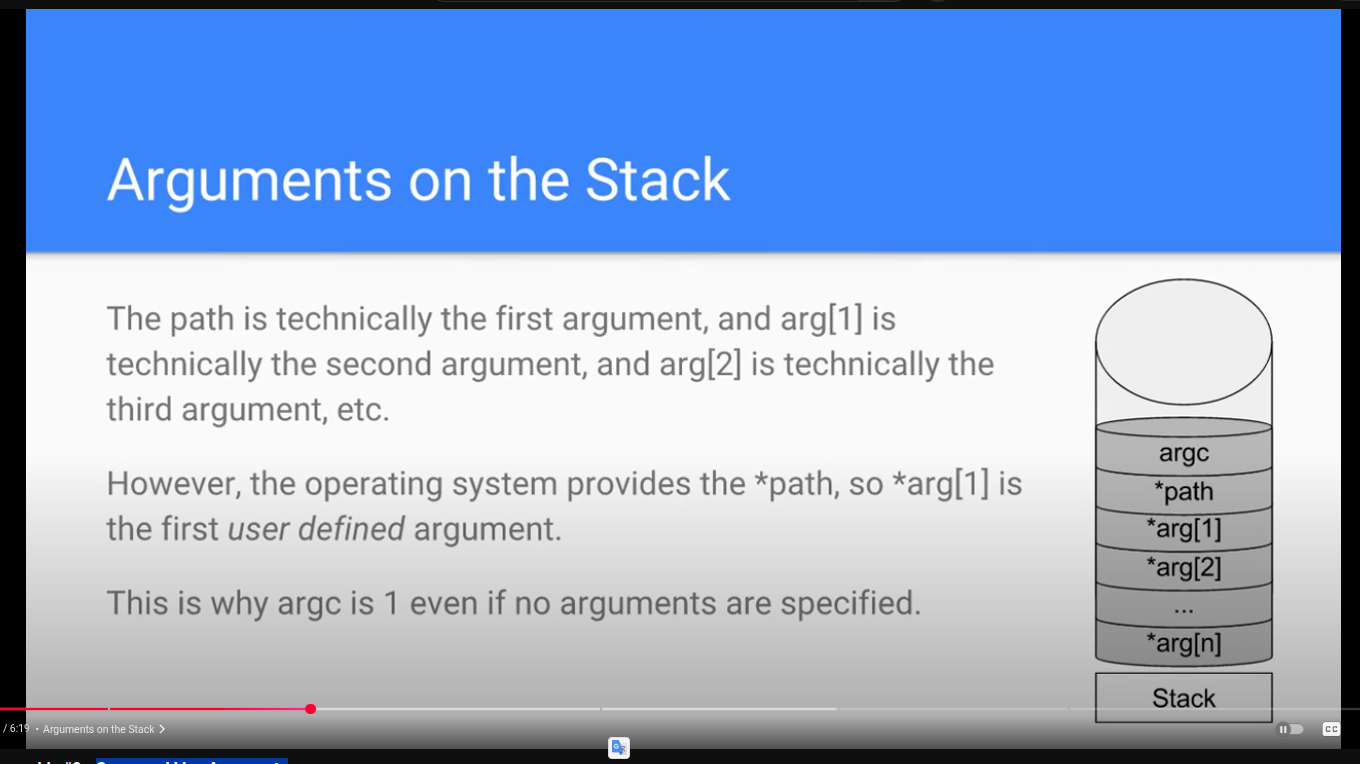 Arguments on the Stack
The path is technically the first argument, and arg[1] is
technically the second argument, and arg[2] is technically the
third argument, etc.
However, the operating system provides the *path, so *arg[1] is
the first user defined argument.
This is why argc is 1 even if no arguments are specified.
argc
*path
*arg[1]
*arg[2]
...
*arg[n]
Stack
/ 6:19 • Arguments on the Stack
CC